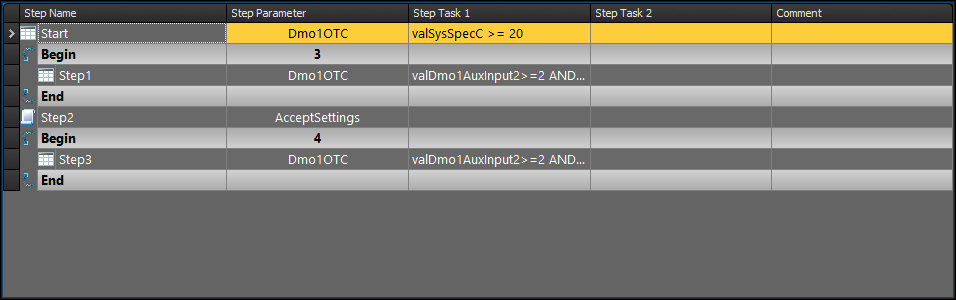 Step Name Step Parameter Step Task 1 Step Task 2 Comment
Start Dmo1OTC valSysSpecC >= 20
Begin 3
Step1 Dmo1OTC valDmo1AuxInput2>=2 AND...
End
Step2 AcceptSettings
Begin 4
Step3 Dmo1OTC valDmo1AuxInput2>=2 AND...
End